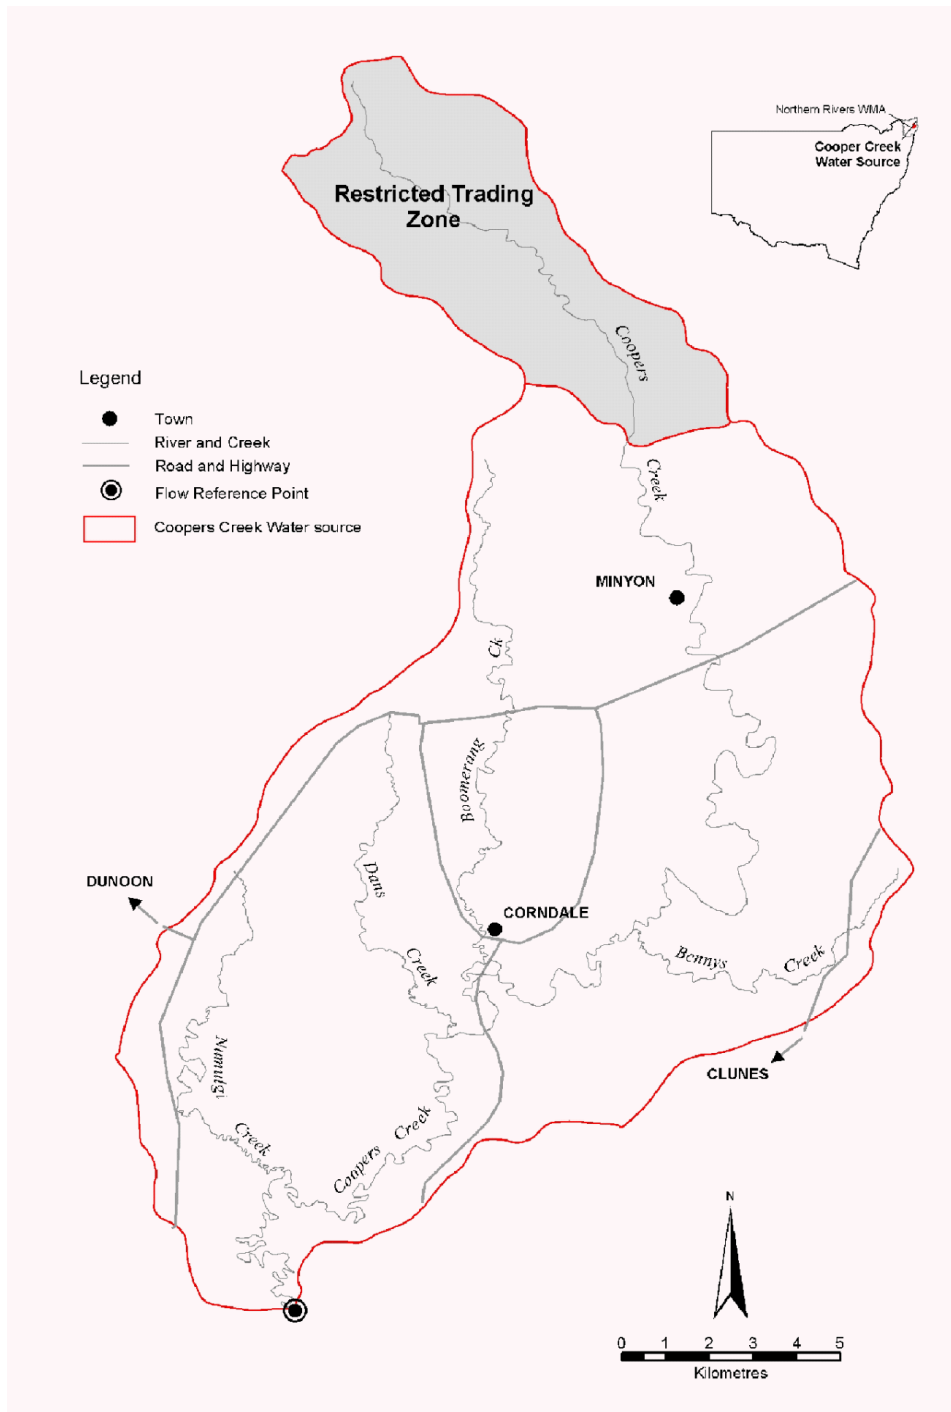 Northern Rivers WMA
Cooper Creek
Water Source
Restricted Trading
Zone
Coopers
Legend
Town
River and Creek
Road and Highway
Flow Reference Point
Coopers Creek Water source
Creek
MINYON
Ck
Boomerang
Dans
DUNOON
CORNDALE
Creek
Bennys
Creek
Numulgi
CLUNES
Creek
Coopers
Creek
N
0 1 2 3 4 5
Kilometres